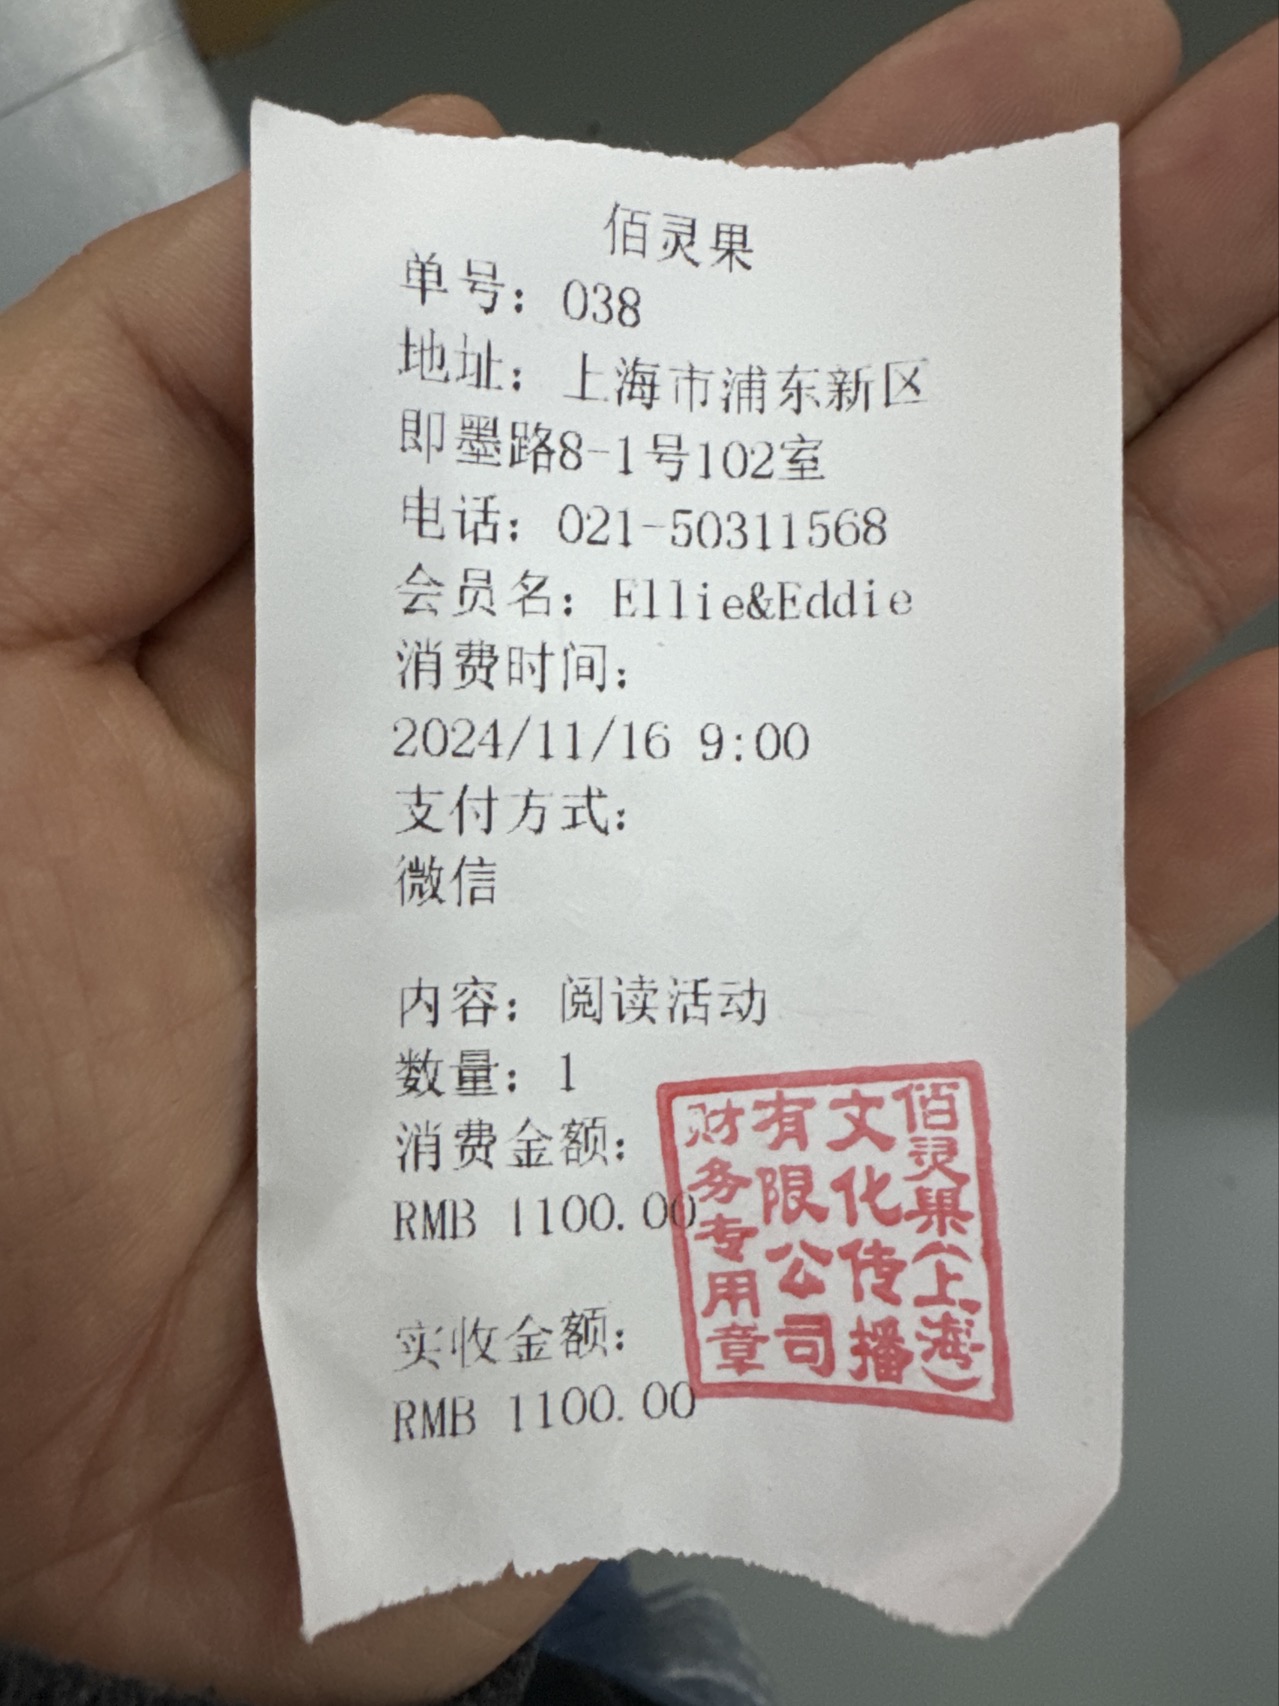 佰灵果
单号：038
地址：上海市浦东新区
即墨路8-1号102室
电话：021-50311568
会员名：Ellie&Eddie
消费时间：
2024/11/16 9:00
支付方式：
微信
内容：阅读活动
数量：1
消费金额：
RMB 1100.00
实收金额：
RMB 1100.00
佰灵果(上海)
文化传播
有限公司
财务专用章